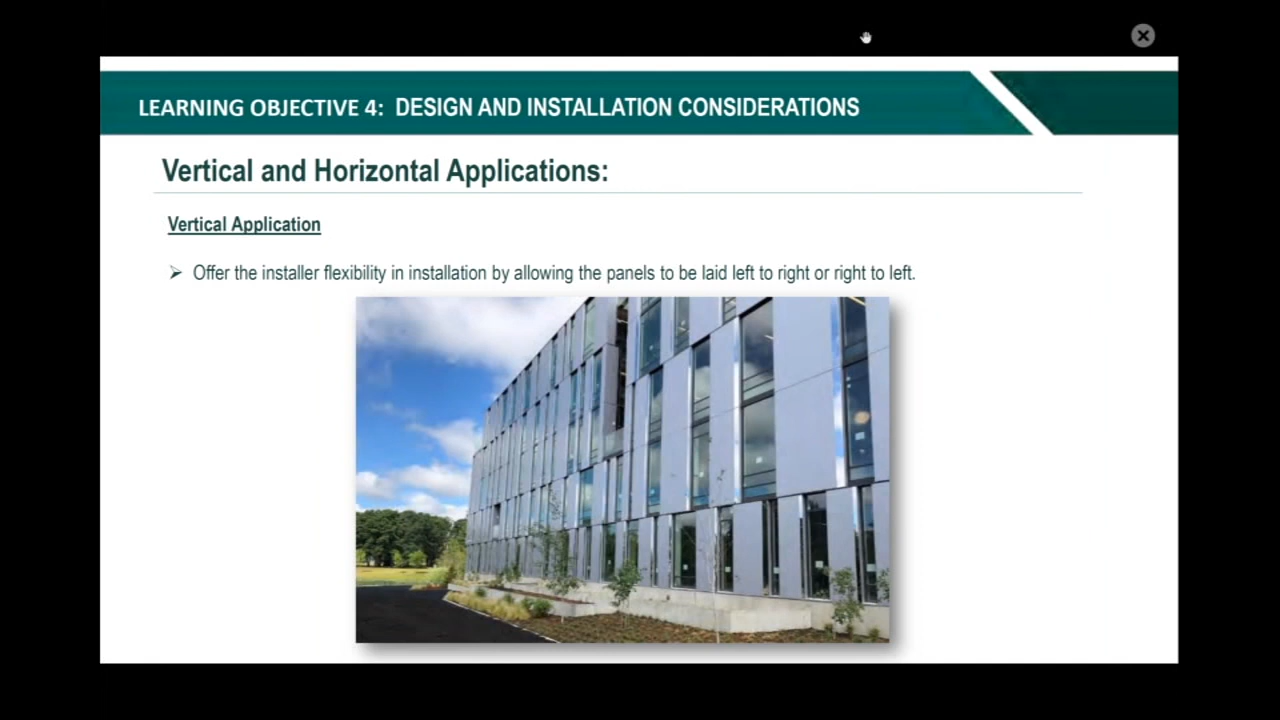 LEARNING OBJECTIVE 4: DESIGN AND INSTALLATION CONSIDERATIONS
Vertical and Horizontal Applications:
Vertical Application
➢ Offer the installer flexibility in installation by allowing the panels to be laid left to right or right to left.